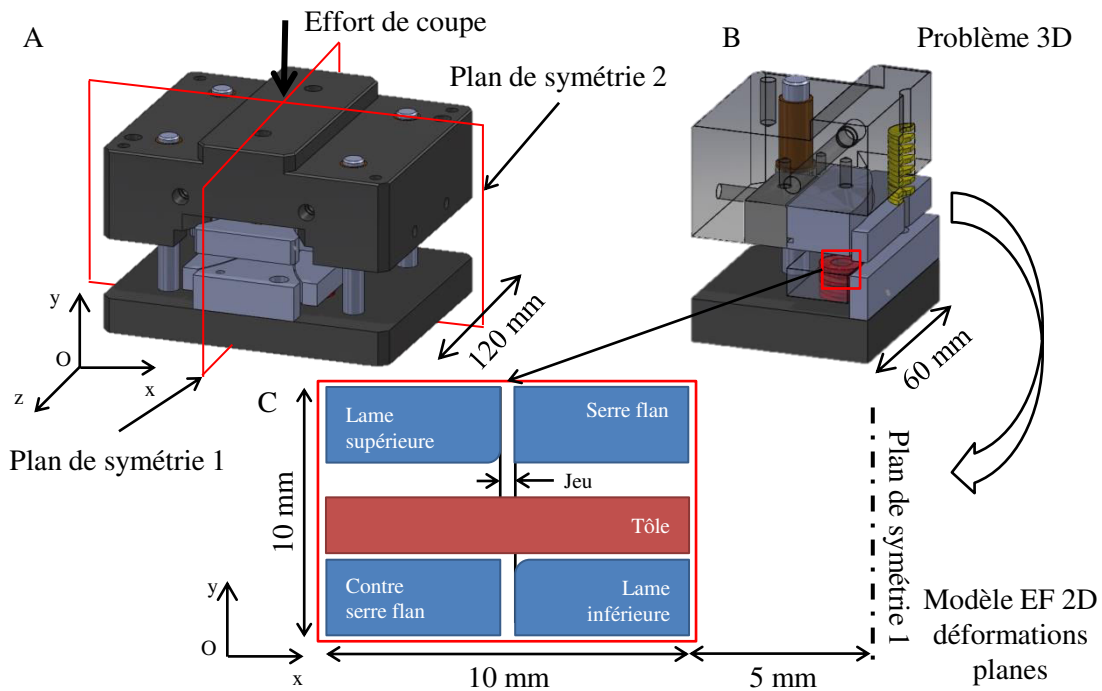 A
Effort de coupe
B
Problème 3D
Plan de symétrie 2
y
O
x
z
120 mm
60 mm
Plan de symétrie 1
C
Lame
supérieure
Serre flan
Jeu
10 mm
Tôle
Contre
serre flan
Lame
inférieure
y
O
x
10 mm
5 mm
Plan de symétrie 1
Modèle EF 2D
déformations
planes